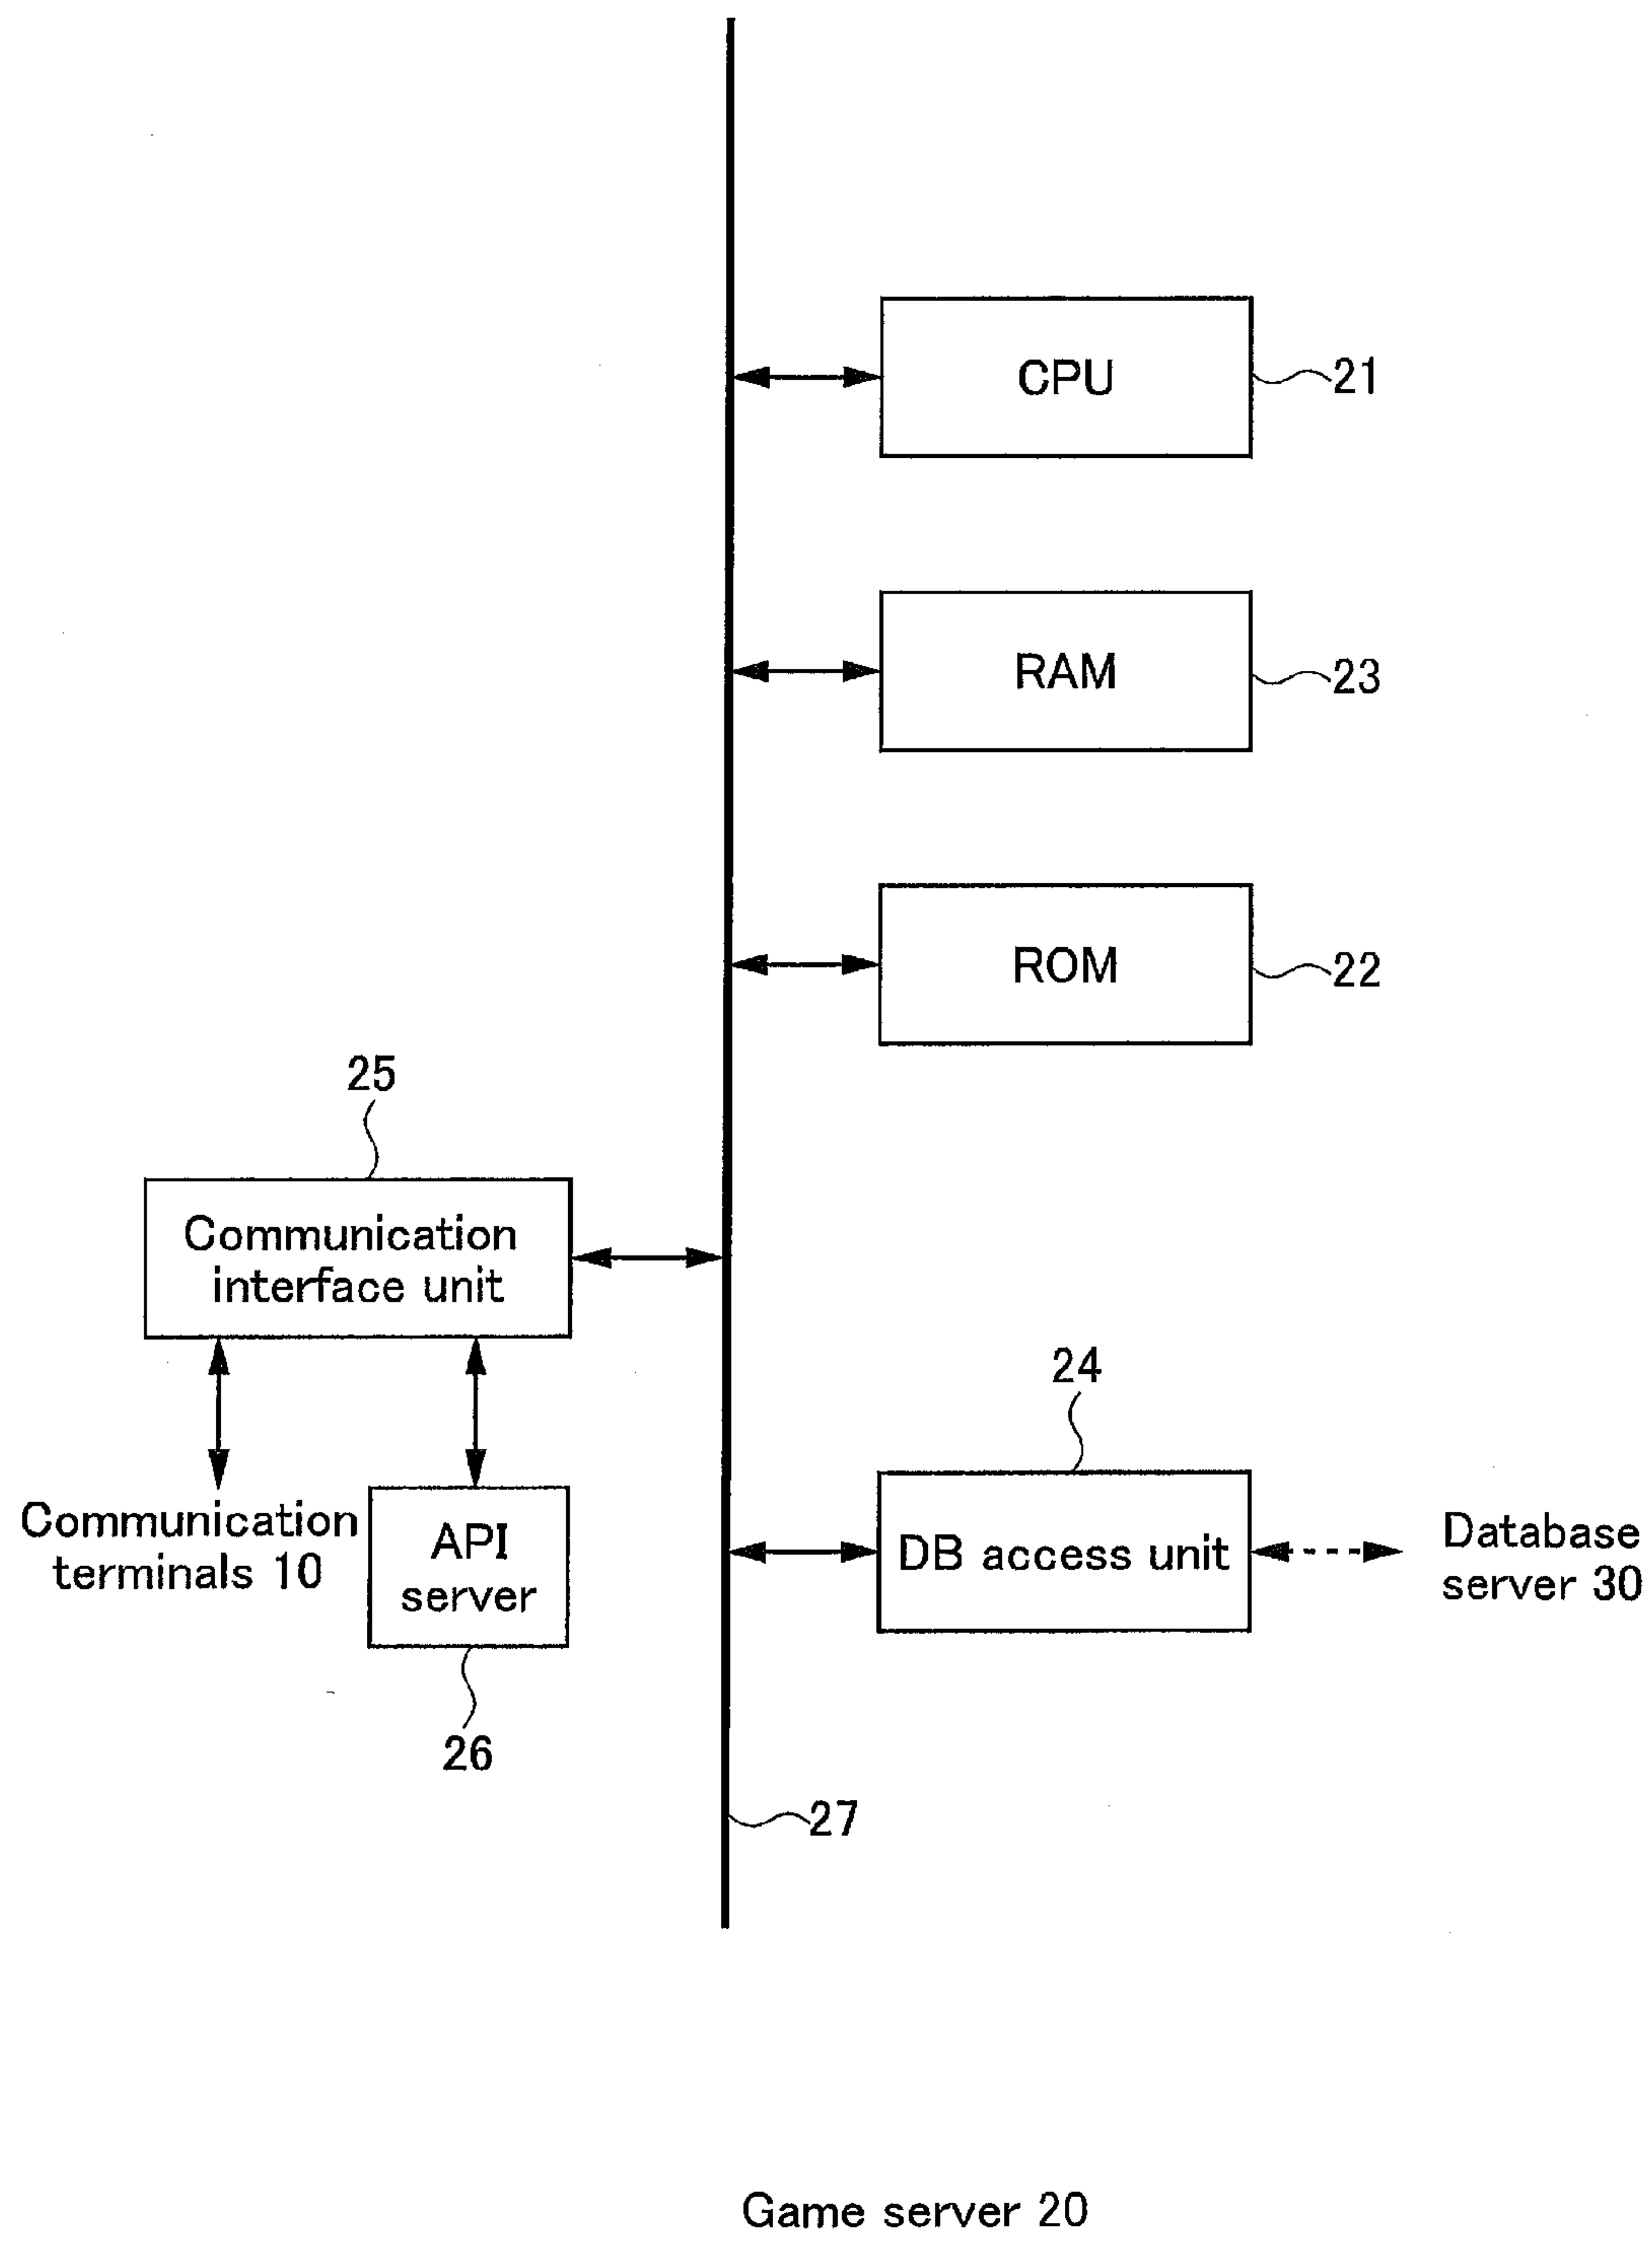 CPU
21
RAM
23
ROM
22
25
Communication
interface unit
24
Communication
terminals 10
API
server
DB access unit
Database
server 30
26
27
Game server 20